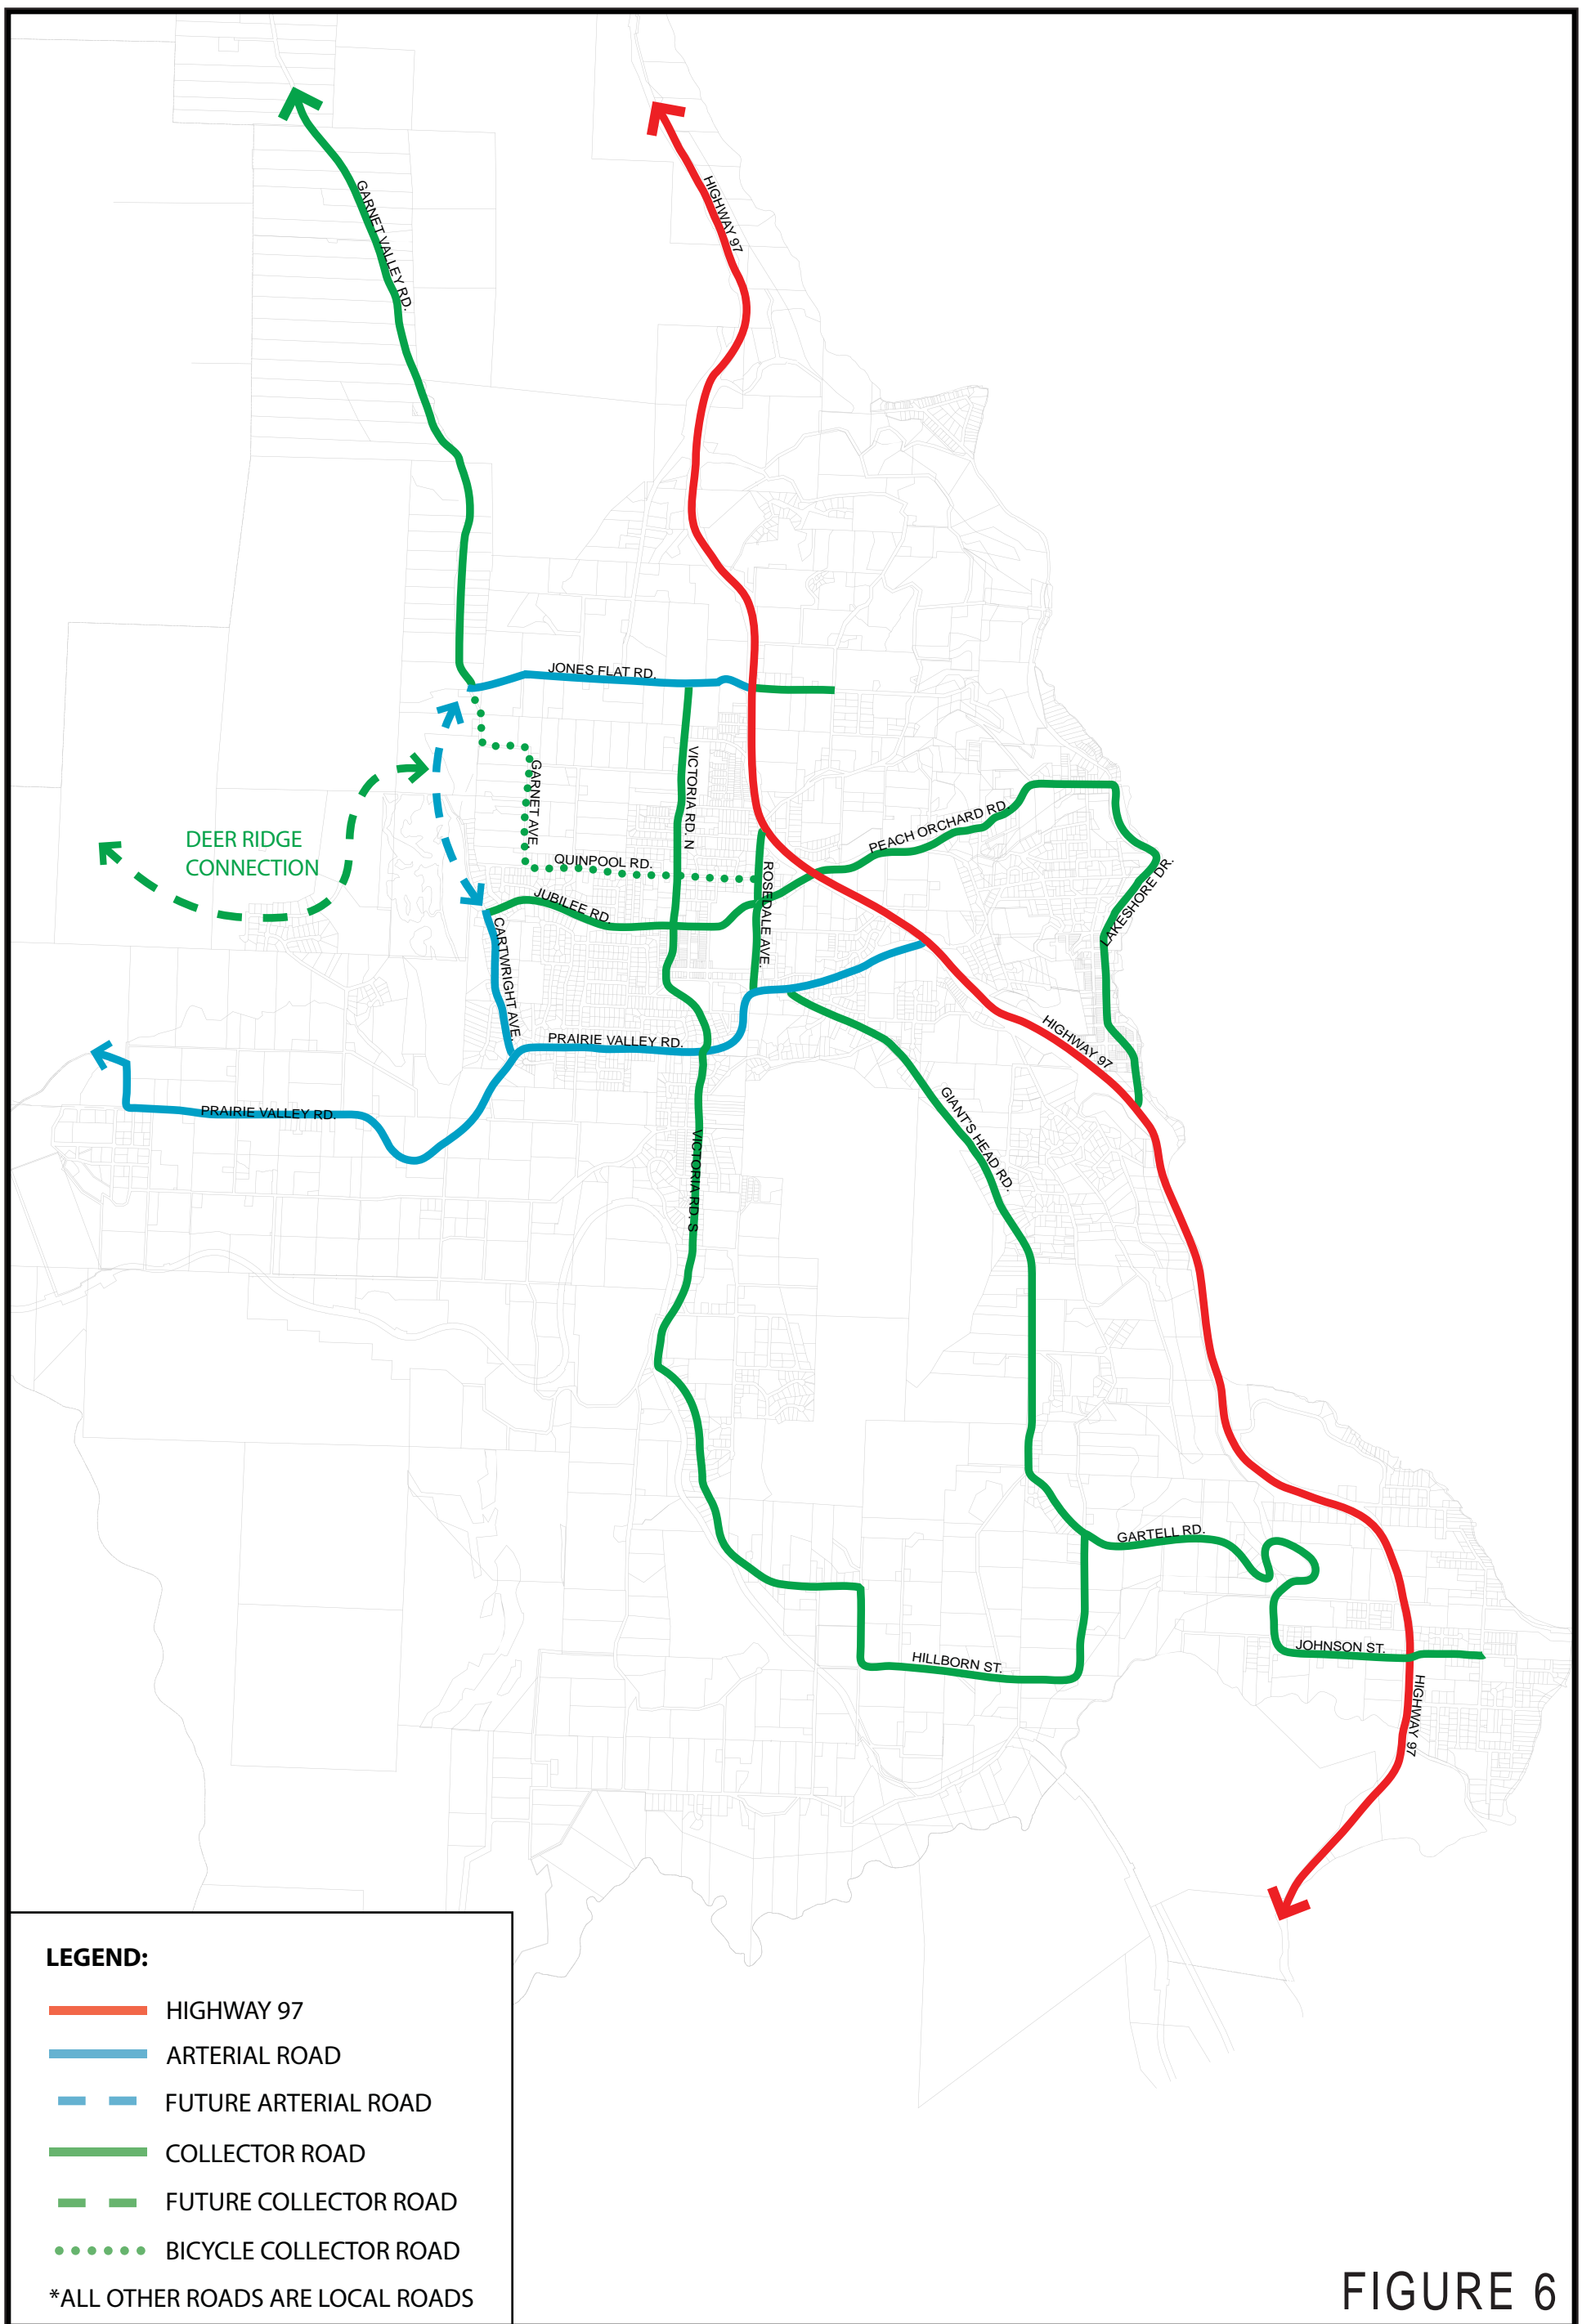 GARNET VALLEY RD.
HIGHWAY 97
JONES FLAT RD.
VICTORIA RD. N
GARNET AVE.
DEER RIDGE
CONNECTION
QUINPOOL RD.
PEACH ORCHARD RD.
ROSEDALE AVE.
JUBILEE RD.
LAKESHORE DR.
CARTWRIGHT AVE.
PRAIRIE VALLEY RD.
HIGHWAY 97
PRAIRIE VALLEY RD.
GIANT'S HEAD RD.
VICTORIA RD. S
GARTELL RD.
JOHNSON ST.
HILLBORN ST.
HIGHWAY 97
LEGEND:
HIGHWAY 97
ARTERIAL ROAD
FUTURE ARTERIAL ROAD
COLLECTOR ROAD
FUTURE COLLECTOR ROAD
BICYCLE COLLECTOR ROAD
*ALL OTHER ROADS ARE LOCAL ROADS
FIGURE 6